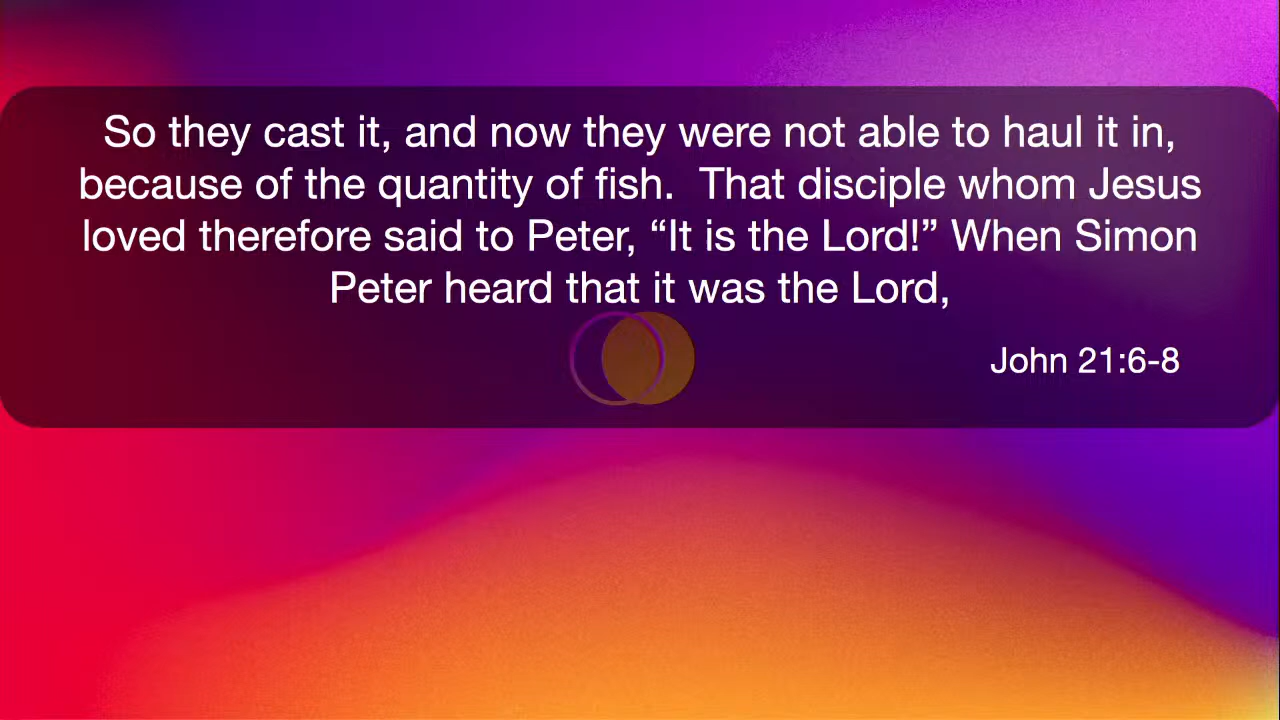 So they cast it, and now they were not able to haul it in,
because of the quantity of fish.  That disciple whom Jesus
loved therefore said to Peter, “It is the Lord!” When Simon
Peter heard that it was the Lord,
John 21:6-8